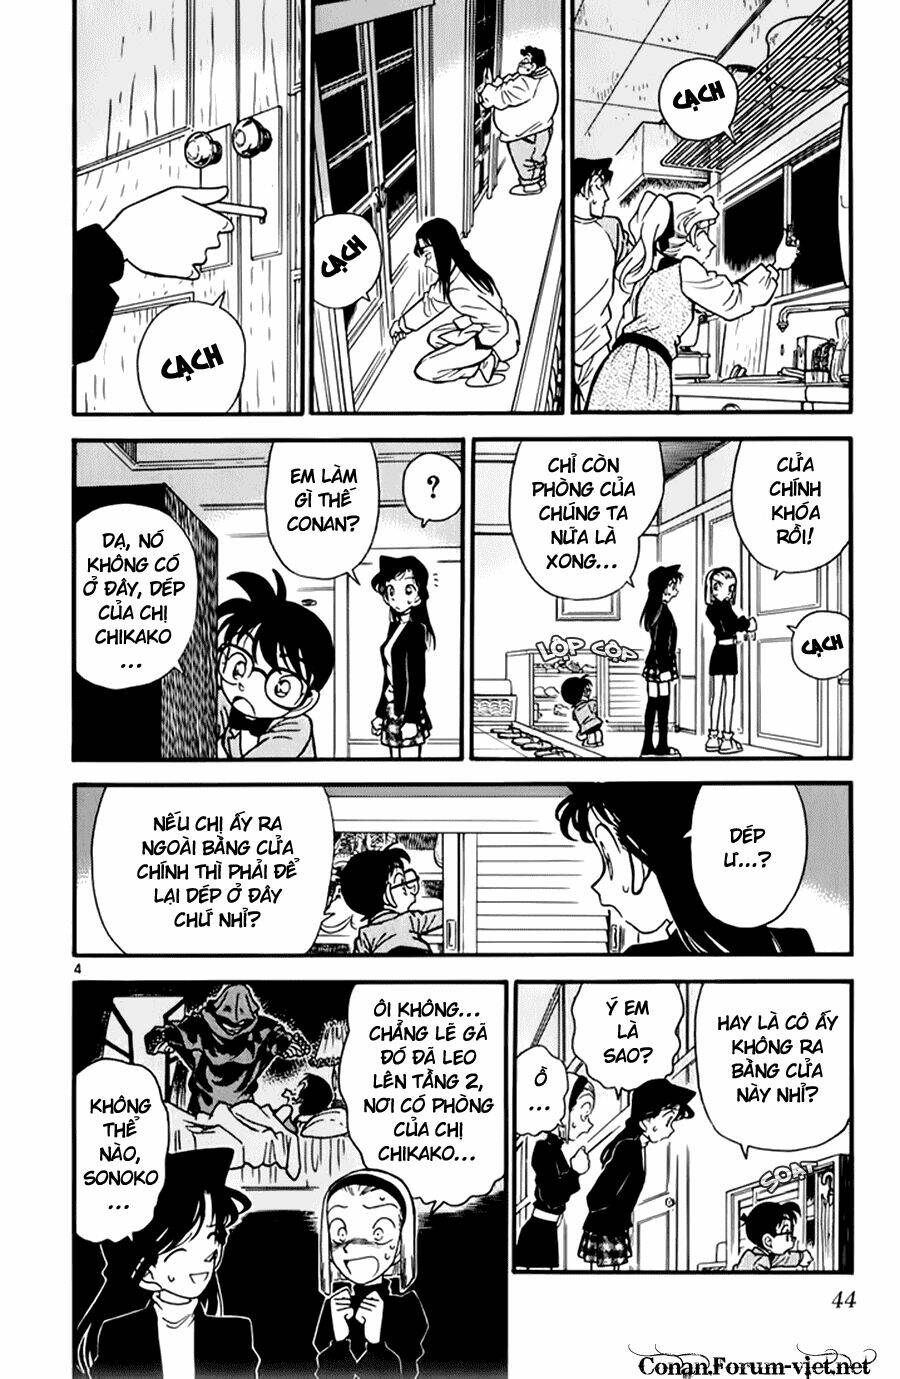 CẠCH
CẠCH
CẠCH
CỬA
CHÍNH
KHÓA
RỒI!
CHỈ CÒN
PHÒNG CỦA
CHÚNG TA
NỮA LÀ
XONG...
CẠCH
LỘP CỘP
?
EM LÀM
GÌ THẾ
CONAN?
DẠ, NÓ
KHÔNG CÓ
Ở ĐÂY, DÉP
CỦA CHỊ
CHIKAKO
...
DÉP
Ư...?
NẾU CHỊ ẤY RA
NGOÀI BẰNG CỬA
CHÍNH THÌ PHẢI ĐỂ
LẠI DÉP Ở ĐÂY
CHỨ NHỈ?
4
HAY LÀ CÔ ẤY
KHÔNG RA
BẰNG CỬA
NÀY NHỈ?
SOẠT
Ý EM
LÀ
SAO?
Ồ
...
ÔI KHÔNG...
CHẲNG LẼ GÃ
ĐÓ ĐÃ LEO
LÊN TẦNG 2,
NƠI CÓ PHÒNG
CỦA CHỊ
CHIKAKO...
KHÔNG
THỂ
NÀO,
SONOKO
...
44
Conan.Forum-viet.net